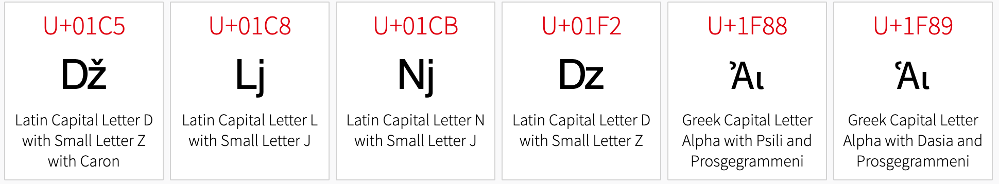 U+01C5
ǅ
Latin Capital Letter D
with Small Letter Z
with Caron
U+01C8
ǈ
Latin Capital Letter L
with Small Letter J
U+01CB
ǋ
Latin Capital Letter N
with Small Letter J
U+01F2
ǲ
Latin Capital Letter D
with Small Letter Z
U+1F88
ᾈ
Greek Capital Letter
Alpha with Psili and
Prosgegrammeni
U+1F89
ᾉ
Greek Capital Letter
Alpha with Dasia and
Prosgegrammeni